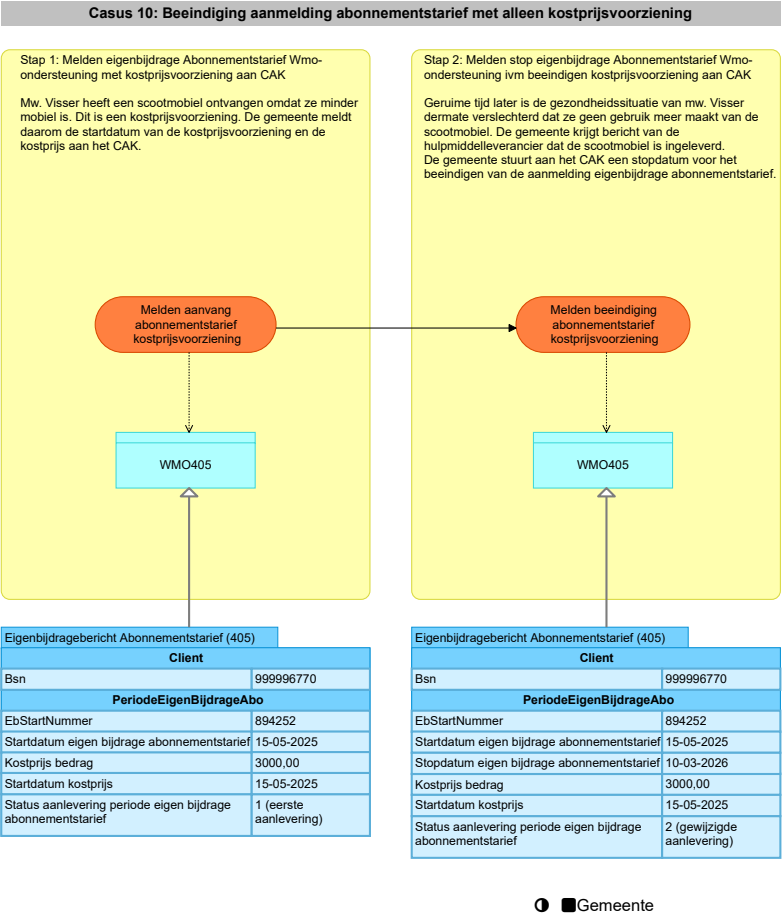 Casus 10: Beeindiging aanmelding abonnementstarief met alleen kostprijsvoorziening
Stap 1: Melden eigenbijdrage Abonnementstarief Wmo-
ondersteuning met kostprijsvoorziening aan CAK
Mw. Visser heeft een scootmobiel ontvangen omdat ze minder
mobiel is. Dit is een kostprijsvoorziening. De gemeente meldt
daarom de startdatum van de kostprijsvoorziening en de
kostprijs aan het CAK.
Stap 2: Melden stop eigenbijdrage Abonnementstarief Wmo-
ondersteuning ivm beeindigen kostprijsvoorziening aan CAK
Geruime tijd later is de gezondheidssituatie van mw. Visser
dermate verslechterd dat ze geen gebruik meer maakt van de
scootmobiel. De gemeente krijgt bericht van de
hulpmiddelleverancier dat de scootmobiel is ingeleverd.
De gemeente stuurt aan het CAK een stopdatum voor het
beeindigen van de aanmelding eigenbijdrage abonnementstarief.
Melden aanvang
abonnementstarief
kostprijsvoorziening
Melden beeindiging
abonnementstarief
kostprijsvoorziening
WMO405
WMO405
Eigenbijdragebericht Abonnementstarief (405)
Client
Bsn 999996770
PeriodeEigenBijdrageAbo
EbStartNummer 894252
Startdatum eigen bijdrage abonnementstarief 15-05-2025
Kostprijs bedrag 3000,00
Startdatum kostprijs 15-05-2025
Status aanlevering periode eigen bijdrage 1 (eerste
abonnementstarief aanlevering)
Eigenbijdragebericht Abonnementstarief (405)
Client
Bsn 999996770
PeriodeEigenBijdrageAbo
EbStartNummer 894252
Startdatum eigen bijdrage abonnementstarief 15-05-2025
Stopdatum eigen bijdrage abonnementstarief 10-03-2026
Kostprijs bedrag 3000,00
Startdatum kostprijs 15-05-2025
Status aanlevering periode eigen bijdrage 2 (gewijzigde
abonnementstarief aanlevering)
Gemeente